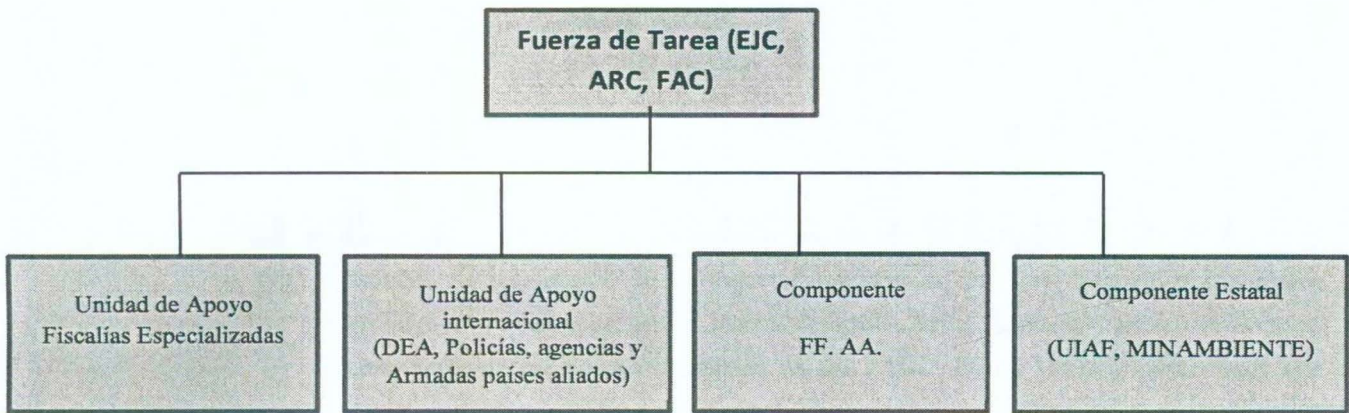 Fuerza de Tarea (EJC,
ARC, FAC)
Unidad de Apoyo
Fiscalías Especializadas
Unidad de Apoyo
internacional
(DEA, Policías, agencias y
Armadas países aliados)
Componente
FF. AA.
Componente Estatal
(UIAF, MINAMBIENTE)